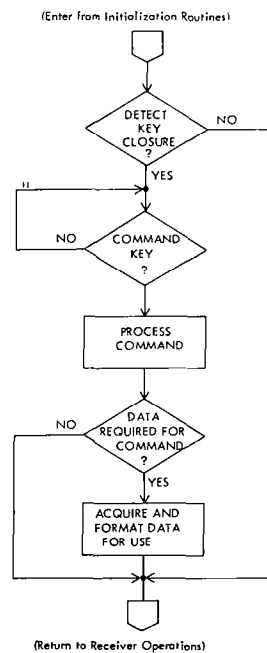 (Enter from Initialization Routines)
DETECT
KEY
CLOSURE
?
NO
YES
NO
COMMAND
KEY
?
PROCESS
COMMAND
DATA
REQUIRED FOR
COMMAND
?
NO
YES
ACQUIRE AND
FORMAT DATA
FOR USE
(Return to Receiver Operations)